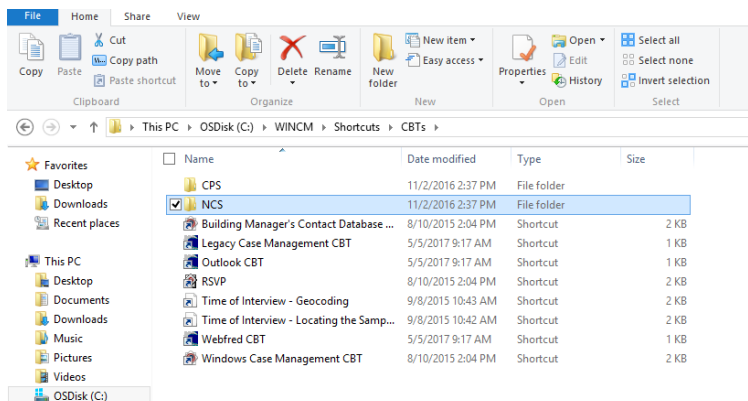 File Home Share View
Cut
Copy path
Paste shortcut
Copy Paste
Clipboard
Move to Copy to Delete Rename
Organize
New folder
New item
Easy access
New
Properties
Open
Edit
History
Open
Select all
Select none
Invert selection
Select
This PC OSDisk (C:) WINCM Shortcuts CBTs
Name Date modified Type Size
CPS 11/2/2016 2:37 PM File folder
NCS 11/2/2016 2:37 PM File folder
Building Manager's Contact Database ... 8/10/2015 2:04 PM Shortcut 2 KB
Legacy Case Management CBT 5/5/2017 9:17 AM Shortcut 1 KB
Outlook CBT 5/5/2017 9:17 AM Shortcut 1 KB
RSVP 8/10/2015 2:04 PM Shortcut 2 KB
Time of Interview - Geocoding 9/8/2015 10:43 AM Shortcut 2 KB
Time of Interview - Locating the Samp... 9/8/2015 10:42 AM Shortcut 2 KB
Webfred CBT 5/5/2017 9:17 AM Shortcut 1 KB
Windows Case Management CBT 8/10/2015 2:04 PM Shortcut 2 KB
Favorites
Desktop
Downloads
Recent places
This PC
Desktop
Documents
Downloads
Music
Pictures
Videos
OSDisk (C:)